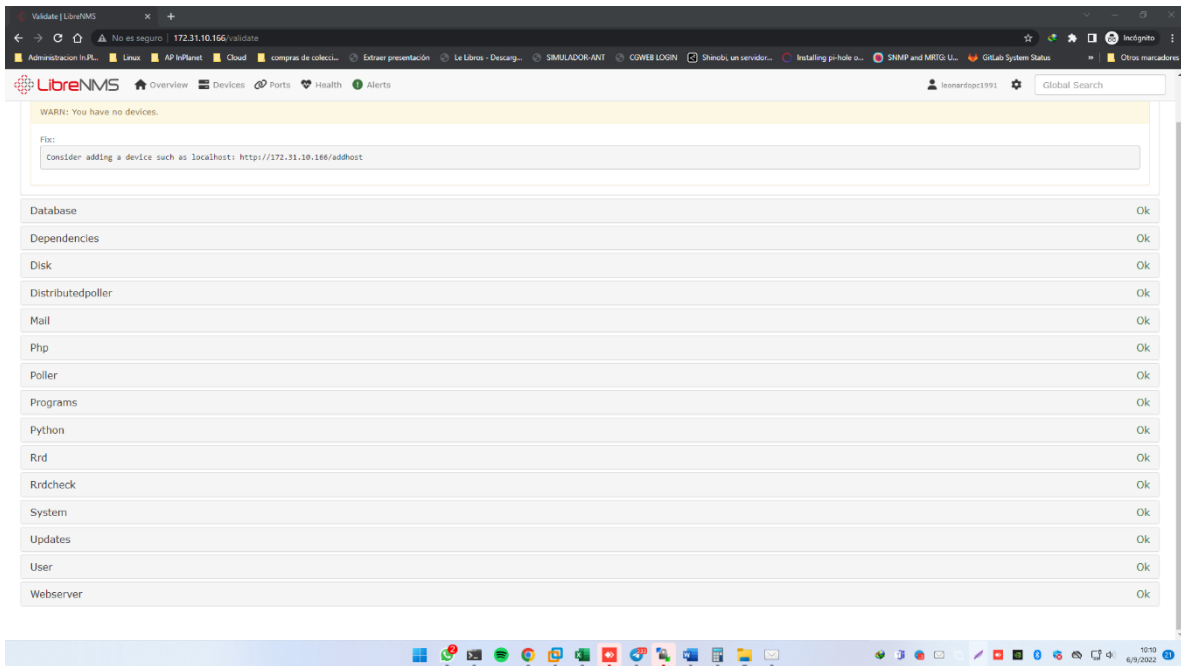 Validate | LibreNMS
No es seguro | 172.31.10.166/validate
Incógnito
Administracion In.Pl... Linux AP InPlanet Cloud compras de colecci... Extraer presentación Le Libros - Descarg... SIMULADOR-ANT CGWEB LOGIN Shinobi, un servidor... Installing pi-hole o... SNMP and MRTG: U... GitLab System Status » Otros marcadores
LibreNMS Overview Devices Ports Health Alerts leonardopc1991 Global Search
WARN: You have no devices.
Fix:
Consider adding a device such as localhost: http://172.31.10.166/addhost
Database Ok
Dependencies Ok
Disk Ok
Distributedpoller Ok
Mail Ok
Php Ok
Poller Ok
Programs Ok
Python Ok
Rrd Ok
Rrdcheck Ok
System Ok
Updates Ok
User Ok
Webserver Ok
10:10
6/9/2022
21